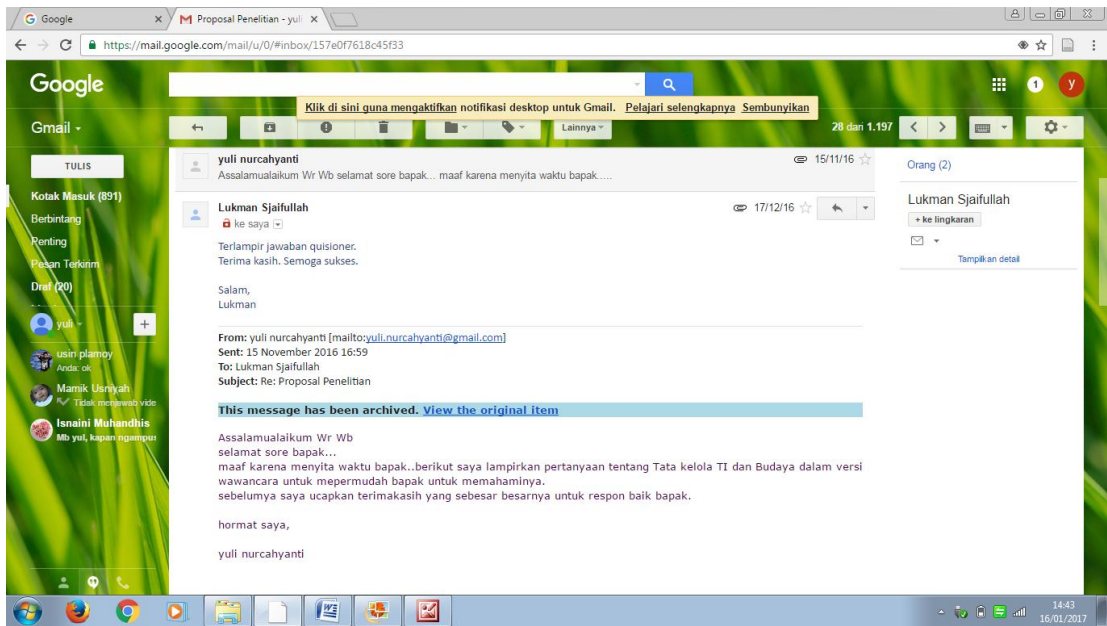 Google
Proposal Penelitian - yuli
https://mail.google.com/mail/u/0/#inbox/157e0f7618c45f33
Google
1
y
Klik di sini guna mengaktifkan notifikasi desktop untuk Gmail. Pelajari selengkapnya Sembunyikan
Gmail
Lainnya
28 dari 1.197
TULIS
Kotak Masuk (891)
Berbintang
Penting
Pesan Terkirim
Draf (20)
yuli
usin plamoy
Anda: ok
Mamik Usniyah
Tidak menjawab vide
Isnaini Muhandhis
Mb yul, kapan ngampus
yuli nurcahyanti
15/11/16
Assalamualaikum Wr Wb selamat sore bapak... maaf karena menyita waktu bapak.....
Lukman Sjaifullah
17/12/16
ke saya
Terlampir jawaban quisioner.
Terima kasih. Semoga sukses.
Salam,
Lukman
From: yuli nurcahyanti [mailto:yuli.nurcahyanti@gmail.com]
Sent: 15 November 2016 16:59
To: Lukman Sjaifullah
Subject: Re: Proposal Penelitian
This message has been archived. View the original item
Assalamualaikum Wr Wb
selamat sore bapak...
maaf karena menyita waktu bapak..berikut saya lampirkan pertanyaan tentang Tata kelola TI dan Budaya dalam versi
wawancara untuk mepermudah bapak untuk memahaminya.
sebelumya saya ucapkan terimakasih yang sebesar besarnya untuk respon baik bapak.
hormat saya,
yuli nurcahyanti
Orang (2)
Lukman Sjaifullah
+ ke lingkaran
Tampilkan detail
14:43
16/01/2017